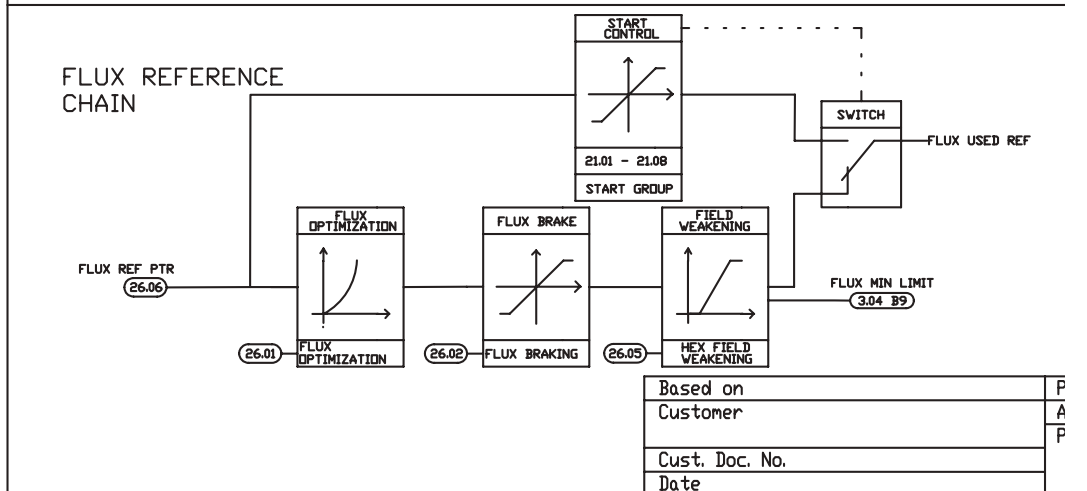 START
CONTROL
FLUX REFERENCE
CHAIN
SWITCH
FLUX USED REF
21.01 - 21.08
START GROUP
FLUX
OPTIMIZATION
FLUX BRAKE
FIELD
WEAKENING
FLUX REF PTR
26.06
FLUX MIN LIMIT
3.04 B9
26.01
FLUX
OPTIMIZATION
26.02
FLUX BRAKING
26.05
HEX FIELD
WEAKENING
Based on
P
Customer
A
P
Cust. Doc. No.
Date